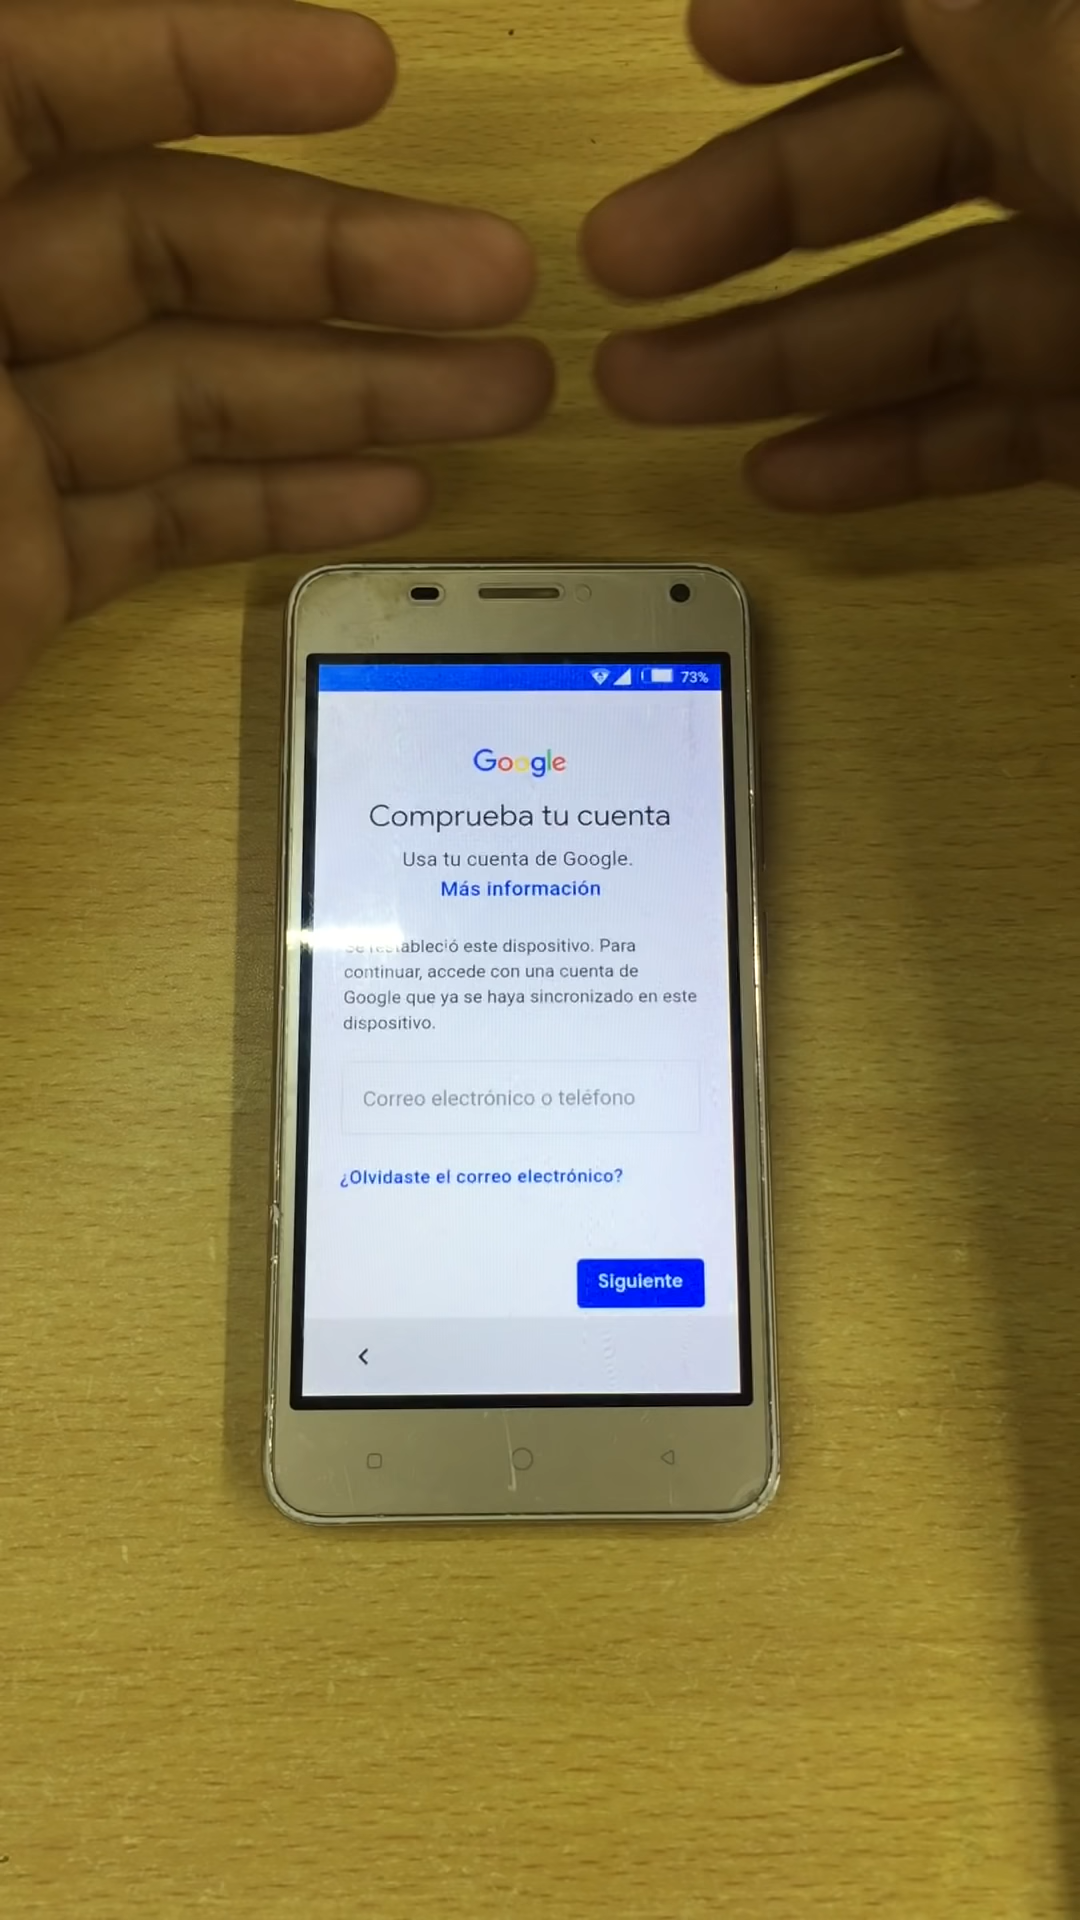 73%
Google
Comprueba tu cuenta
Usa tu cuenta de Google.
Más información
Se restableció este dispositivo. Para
continuar, accede con una cuenta de
Google que ya se haya sincronizado en este
dispositivo.
Correo electrónico o teléfono
¿Olvidaste el correo electrónico?
Siguiente